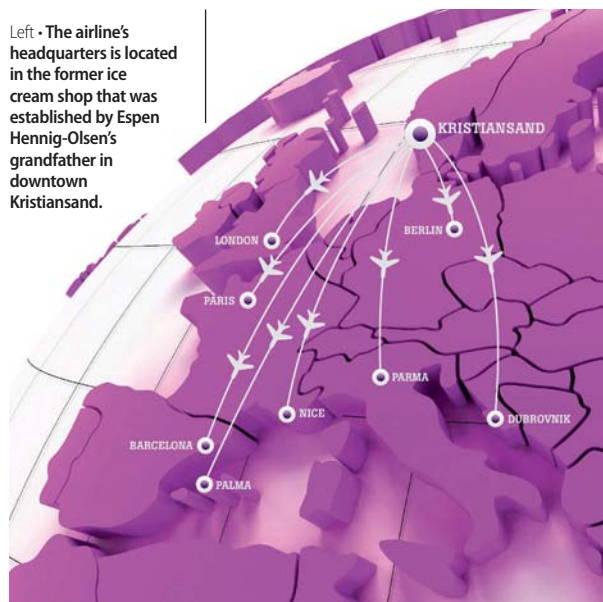 Left • The airline's
headquarters is located
in the former ice
cream shop that was
established by Espen
Hennig-Olsen's
grandfather in
downtown
Kristiansand.
KRISTIANSAND
LONDON
BERLIN
PARIS
PARMA
NICE
DUBROVNIK
BARCELONA
PALMA